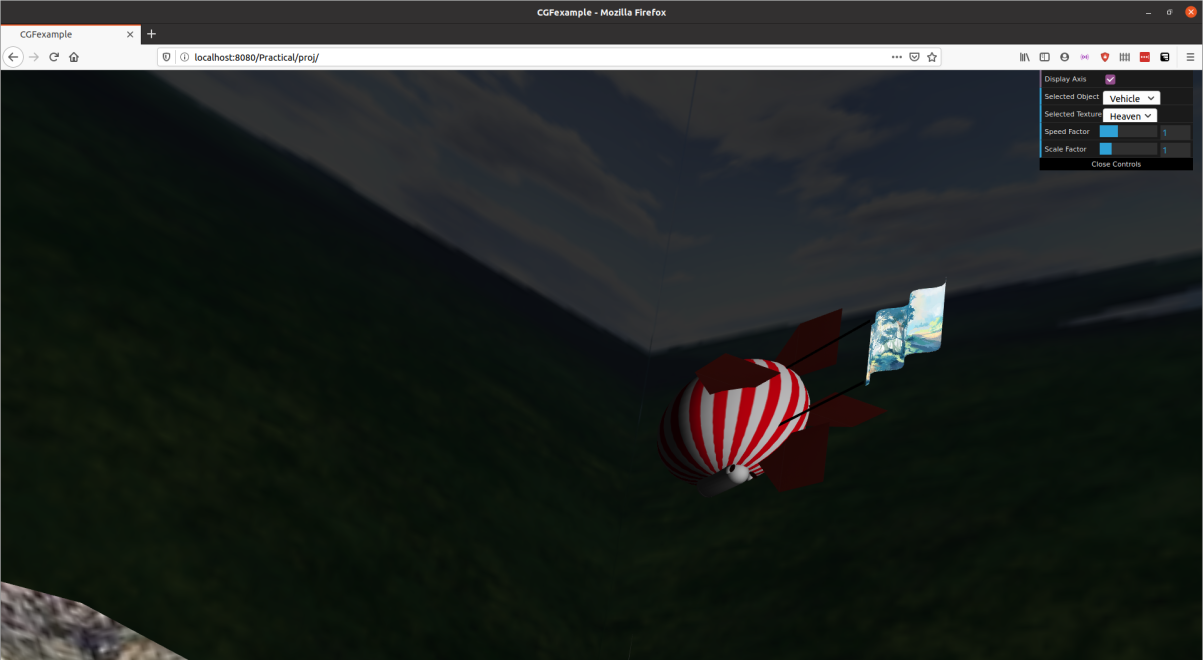 CGFexample - Mozilla Firefox
CGFexample
localhost:8080/Practical/proj/
Display Axis
Selected Object Vehicle
Selected Texture Heaven
Speed Factor 1
Scale Factor 1
Close Controls